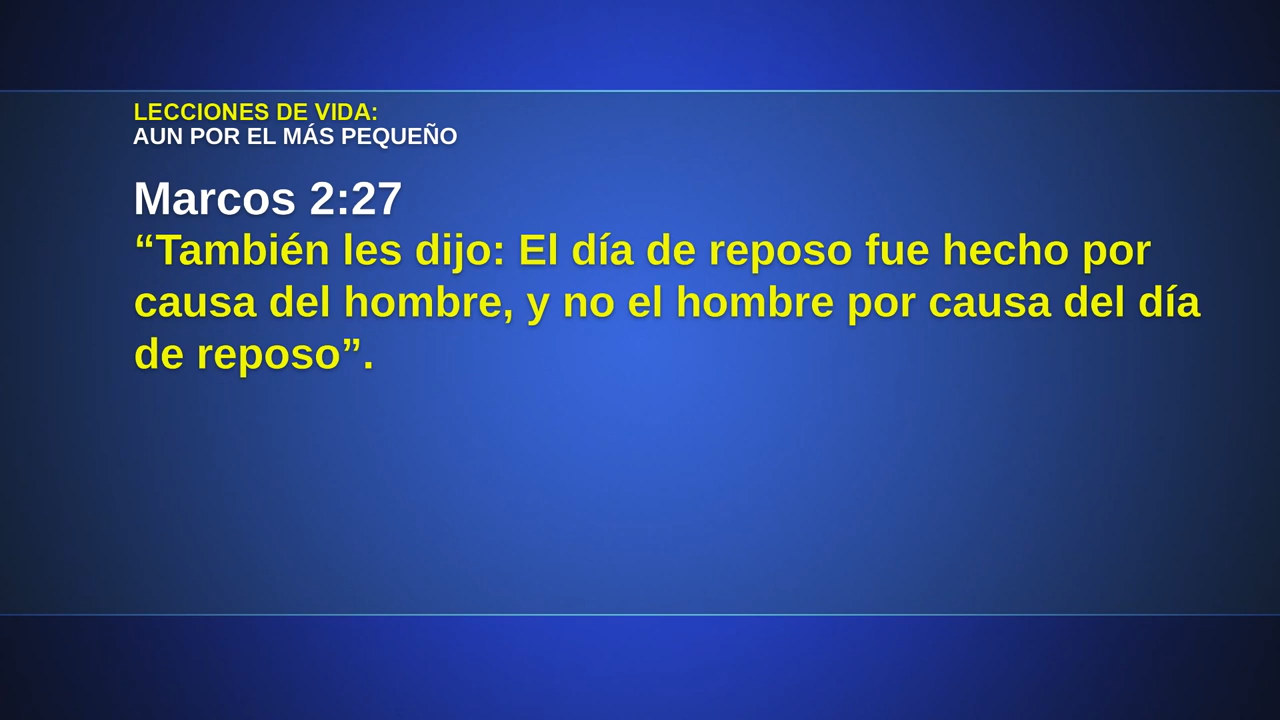 LECCIONES DE VIDA:
AUN POR EL MÁS PEQUEÑO
Marcos 2:27
“También les dijo: El día de reposo fue hecho por
causa del hombre, y no el hombre por causa del día
de reposo”.